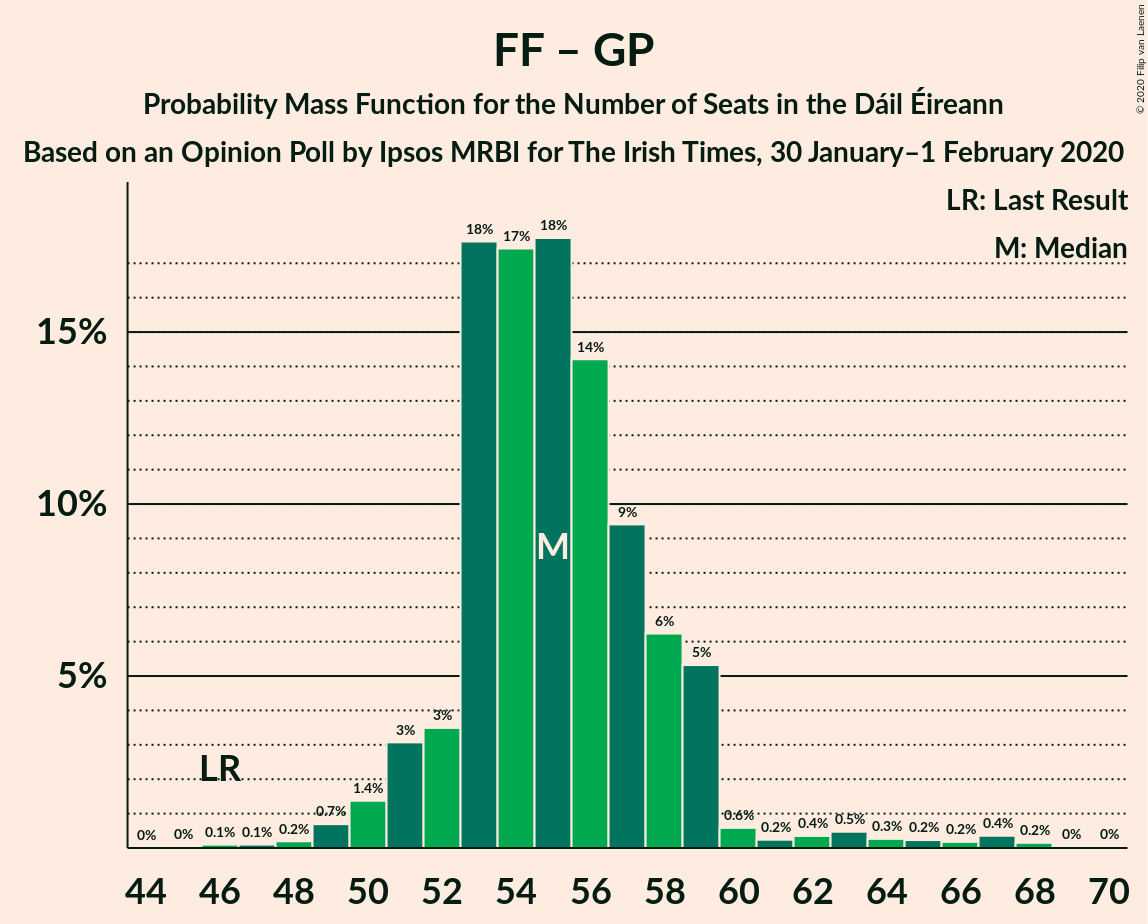 FF – GP
Probability Mass Function for the Number of Seats in the Dáil Éireann
Based on an Opinion Poll by Ipsos MRBI for The Irish Times, 30 January–1 February 2020
© 2020 Filip van Laenen
LR: Last Result
M: Median
15%
10%
5%
0% 0% 0.1% 0.1% 0.2% 0.7% 1.4% 3% 3% 18% 17% 18% 14% 9% 6% 5% 0.6% 0.2% 0.4% 0.5% 0.3% 0.2% 0.2% 0.4% 0.2% 0% 0%
LR
M
44 46 48 50 52 54 56 58 60 62 64 66 68 70